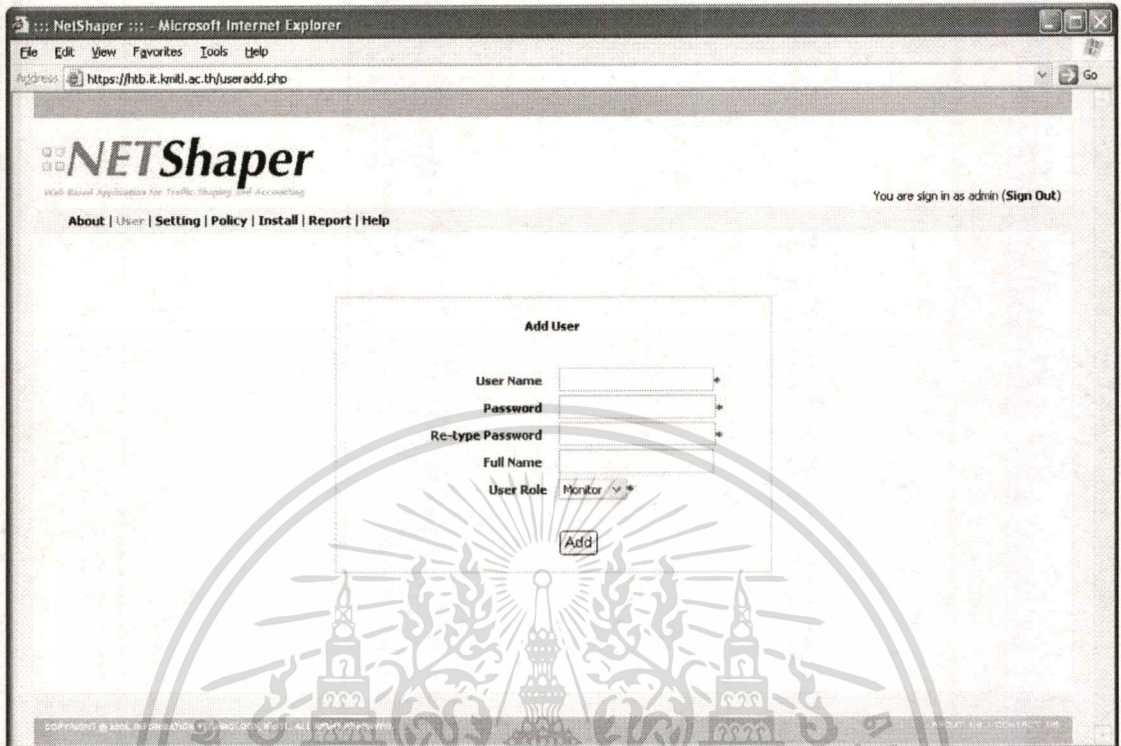 ::: NetShaper ::: - Microsoft Internet Explorer
File Edit View Favorites Tools Help
Address https://htb.it.kmitl.ac.th/useradd.php Go
NETShaper
Web Based Application for Traffic Shaping and Accounting
You are sign in as admin (Sign Out)
About | User | Setting | Policy | Install | Report | Help
Add User
User Name *
Password *
Re-type Password *
Full Name
User Role Monitor *
Add
COPYRIGHT @ ALL